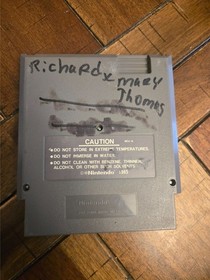 Richard & mary
Thomas
CAUTION
• DO NOT STORE IN EXTREME TEMPERATURES.
• DO NOT IMMERSE IN WATER.
• DO NOT CLEAN WITH BENZENE, THINNER,
ALCOHOL OR OTHER SUCH SOLVENTS.
Nintendo